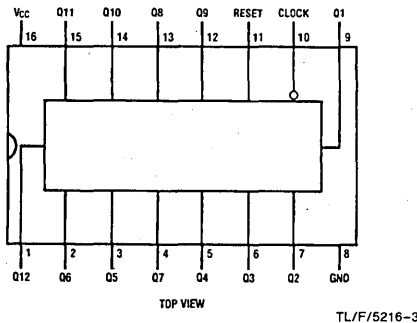 VCC Q11 Q10 Q8 Q9 RESET CLOCK Q1
16 15 14 13 12 11 10 9
1 2 3 4 5 6 7 8
Q12 Q6 Q5 Q7 Q4 Q3 Q2 GND
TOP VIEW
TL/F/5216-3